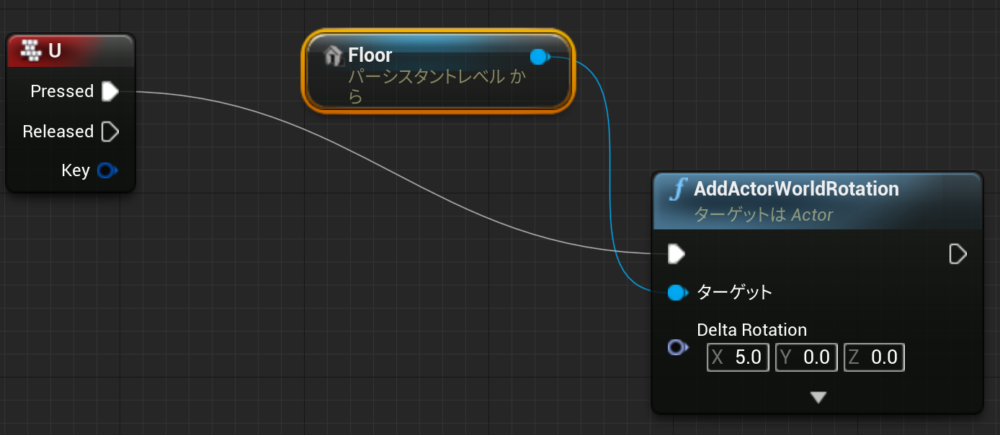 U
Pressed
Released
Key
Floor
パーシスタントレベル か
ら
AddActorWorldRotation
ターゲットは Actor
ターゲット
Delta Rotation
X 5.0 Y 0.0 Z 0.0